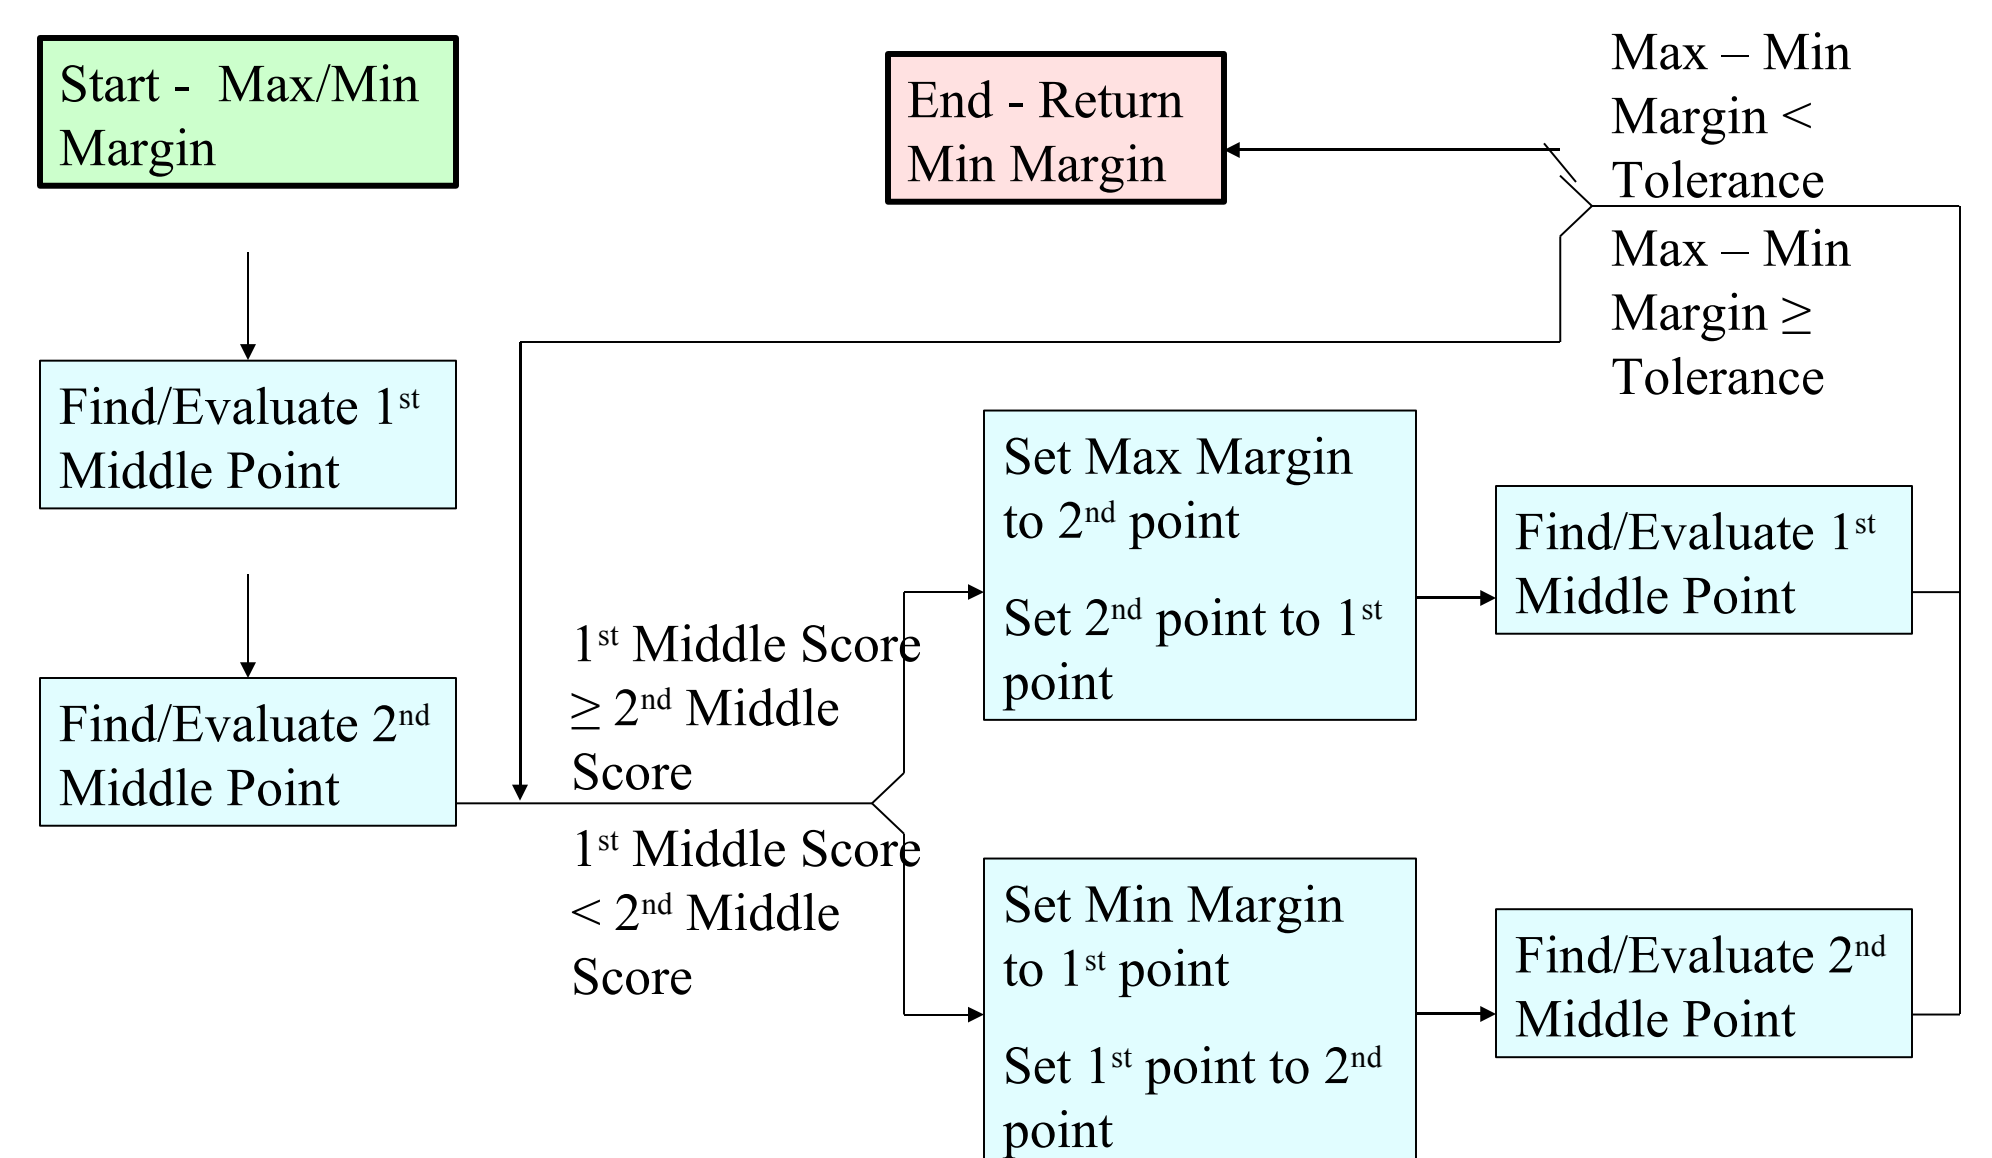 Start -  Max/Min
Margin
End - Return
Min Margin
Max – Min
Margin <
Tolerance
Max – Min
Margin ≥
Tolerance
Find/Evaluate 1st
Middle Point
Find/Evaluate 2nd
Middle Point
1st Middle Score
≥ 2nd Middle
Score
1st Middle Score
< 2nd Middle
Score
Set Max Margin
to 2nd point
Set 2nd point to 1st
point
Find/Evaluate 1st
Middle Point
Set Min Margin
to 1st point
Set 1st point to 2nd
point
Find/Evaluate 2nd
Middle Point